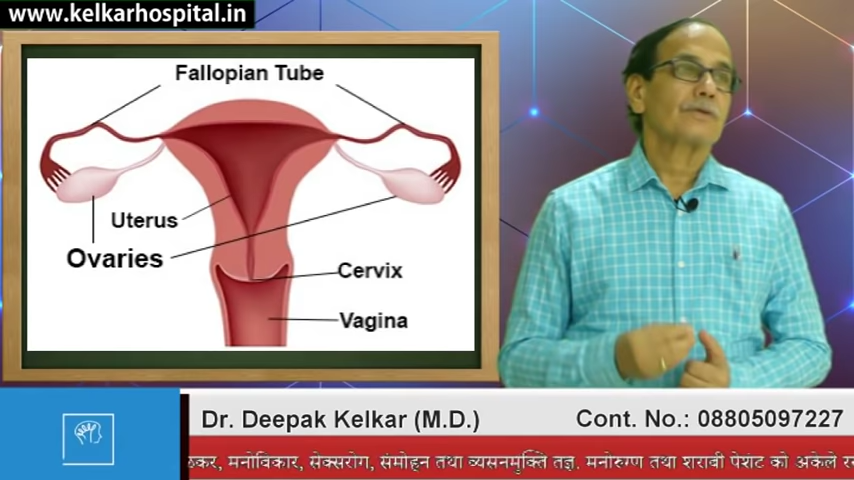 www.kelkarhospital.in
Fallopian Tube
Uterus
Ovaries
Cervix
Vagina
Dr. Deepak Kelkar (M.D.)
Cont. No.: 08805097227
मनोविकार, सेक्सरोग, संमोहन तथा व्यसनमुक्ति तज्ञ. मनोरुग्ण तथा शराबी पेशंट को अकेले